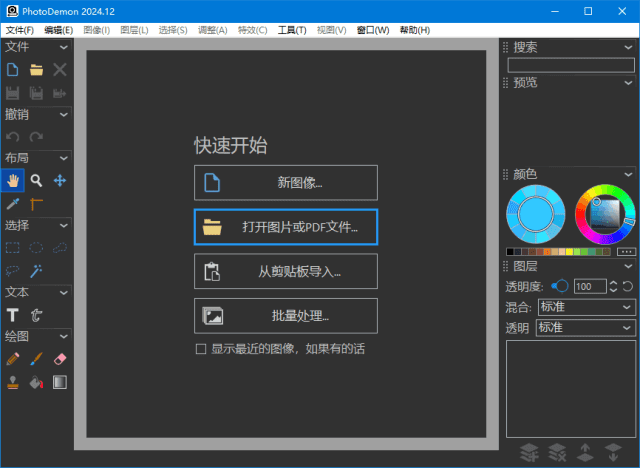 PhotoDemon 2024.12
文件(F) 编辑(E) 图像(I) 图层(L) 选择(S) 调整(A) 特效(C) 工具(T) 视图(V) 窗口(W) 帮助(H)
文件
撤销
布局
选择
文本
T t
绘图
快速开始
新图像...
打开图片或PDF文件...
从剪贴板导入...
批量处理...
显示最近的图像，如果有的话
搜索
预览
颜色
图层
透明度: 100
混合: 标准
透明 标准